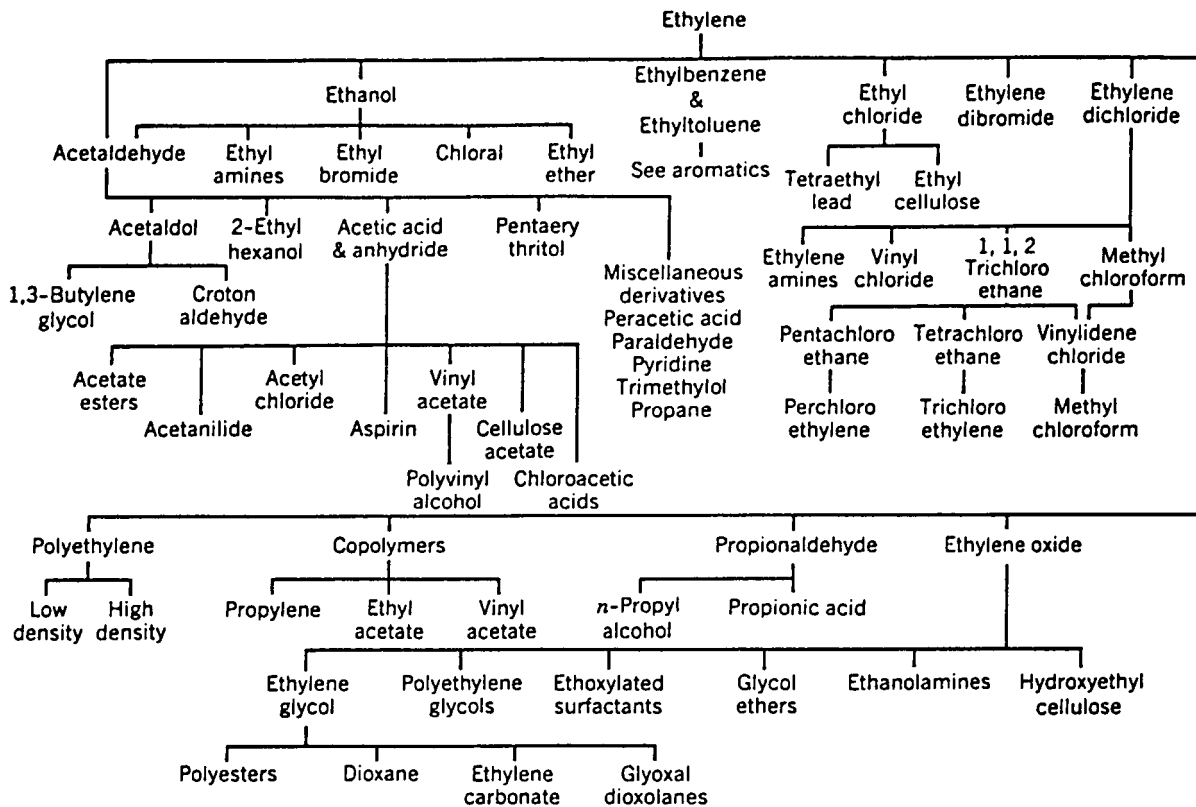 Ethylene
Ethanol
Ethylbenzene
&
Ethyltoluene
See aromatics
Ethyl
chloride
Ethylene
dibromide
Ethylene
dichloride
Acetaldehyde
Ethyl
amines
Ethyl
bromide
Chloral
Ethyl
ether
Tetraethyl
lead
Ethyl
cellulose
Acetaldol
2-Ethyl
hexanol
Acetic acid
& anhydride
Pentaery
thritol
Miscellaneous
derivatives
Peracetic acid
Paraldehyde
Pyridine
Trimethylol
Propane
Ethylene
amines
Vinyl
chloride
1, 1, 2
Trichloro
ethane
Methyl
chloroform
1,3-Butylene
glycol
Croton
aldehyde
Pentachloro
ethane
Tetrachloro
ethane
Vinylidene
chloride
Perchloro
ethylene
Trichloro
ethylene
Methyl
chloroform
Acetate
esters
Acetanilide
Acetyl
chloride
Aspirin
Vinyl
acetate
Cellulose
acetate
Polyvinyl
alcohol
Chloroacetic
acids
Polyethylene
Copolymers
Propionaldehyde
Ethylene oxide
Low
density
High
density
Propylene
Ethyl
acetate
Vinyl
acetate
n-Propyl
alcohol
Propionic acid
Ethylene
glycol
Polyethylene
glycols
Ethoxylated
surfactants
Glycol
ethers
Ethanolamines
Hydroxyethyl
cellulose
Polyesters
Dioxane
Ethylene
carbonate
Glyoxal
dioxolanes